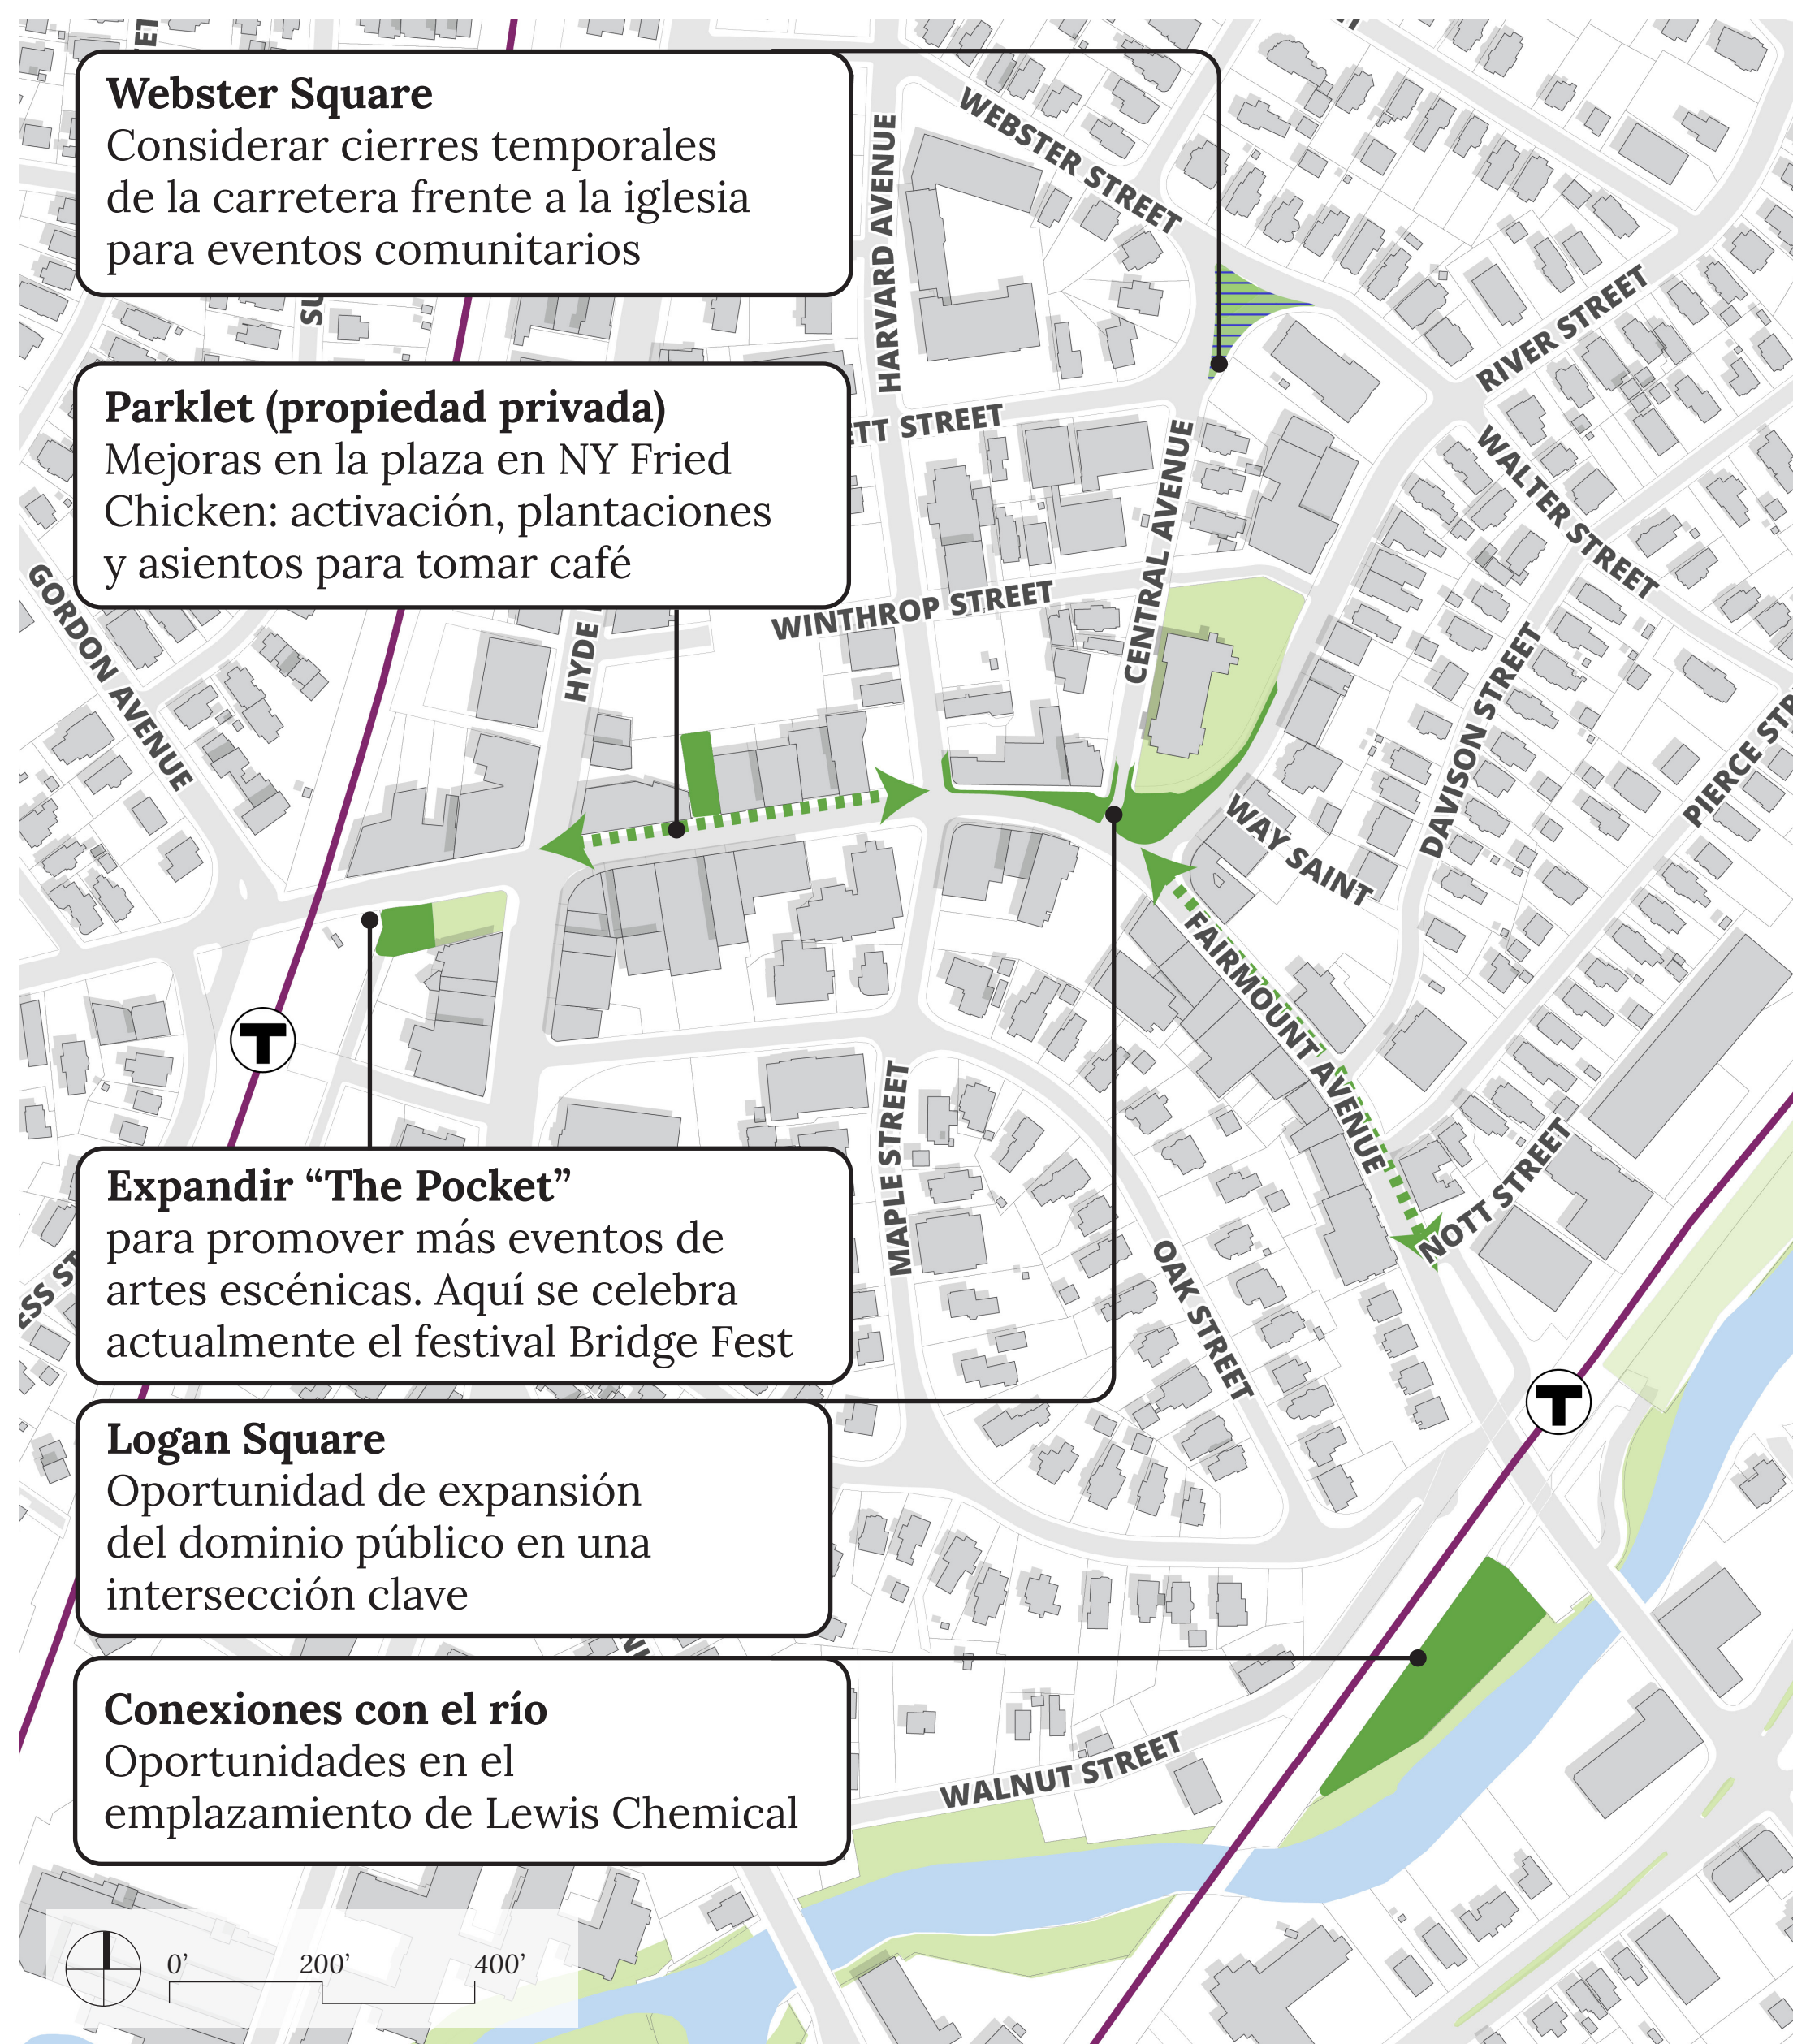 Webster Square
Considerar cierres temporales
de la carretera frente a la iglesia
para eventos comunitarios
Parklet (propiedad privada)
Mejoras en la plaza en NY Fried
Chicken: activación, plantaciones
y asientos para tomar café
Expandir “The Pocket”
para promover más eventos de
artes escénicas. Aquí se celebra
actualmente el festival Bridge Fest
Logan Square
Oportunidad de expansión
del dominio público en una
intersección clave
Conexiones con el río
Oportunidades en el
emplazamiento de Lewis Chemical
WEBSTER STREET
HARVARD AVENUE
RIVER STREET
STREET
CENTRAL AVENUE
WALTER STREET
WINTHROP STREET
GORDON AVENUE
HYDE
DAVISON STREET
PIERCE
WAY SAINT
FAIRMOUNT AVENUE
T
MAPLE STREET
NOTT STREET
OAK STREET
T
WALNUT STREET
0’ 200’ 400’